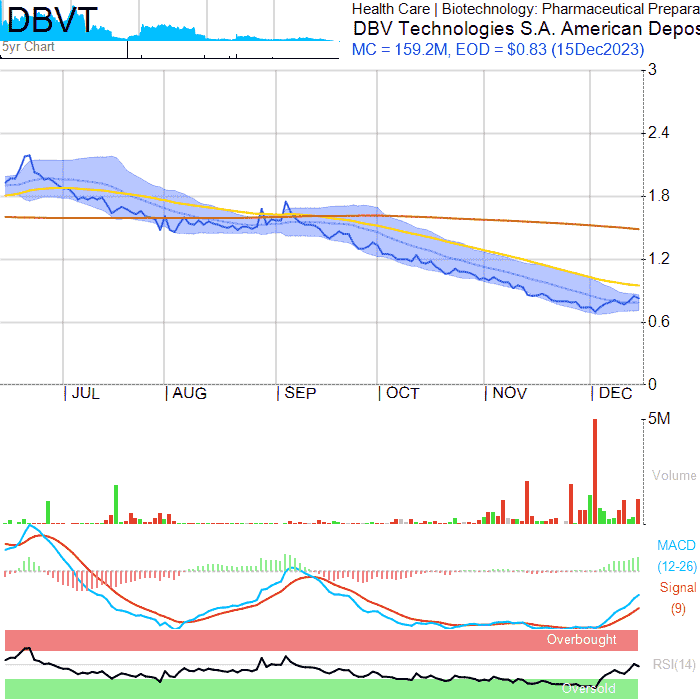 DBVT
5yr Chart
Health Care | Biotechnology: Pharmaceutical Prepara
DBV Technologies S.A. American Depos
MC = 159.2M, EOD = $0.83 (15Dec2023)
3
2.4
1.8
1.2
0.6
0
JUL AUG SEP OCT NOV DEC
5M
Volume
MACD
(12-26)
Signal
(9)
Overbought
RSI(14)
Oversold